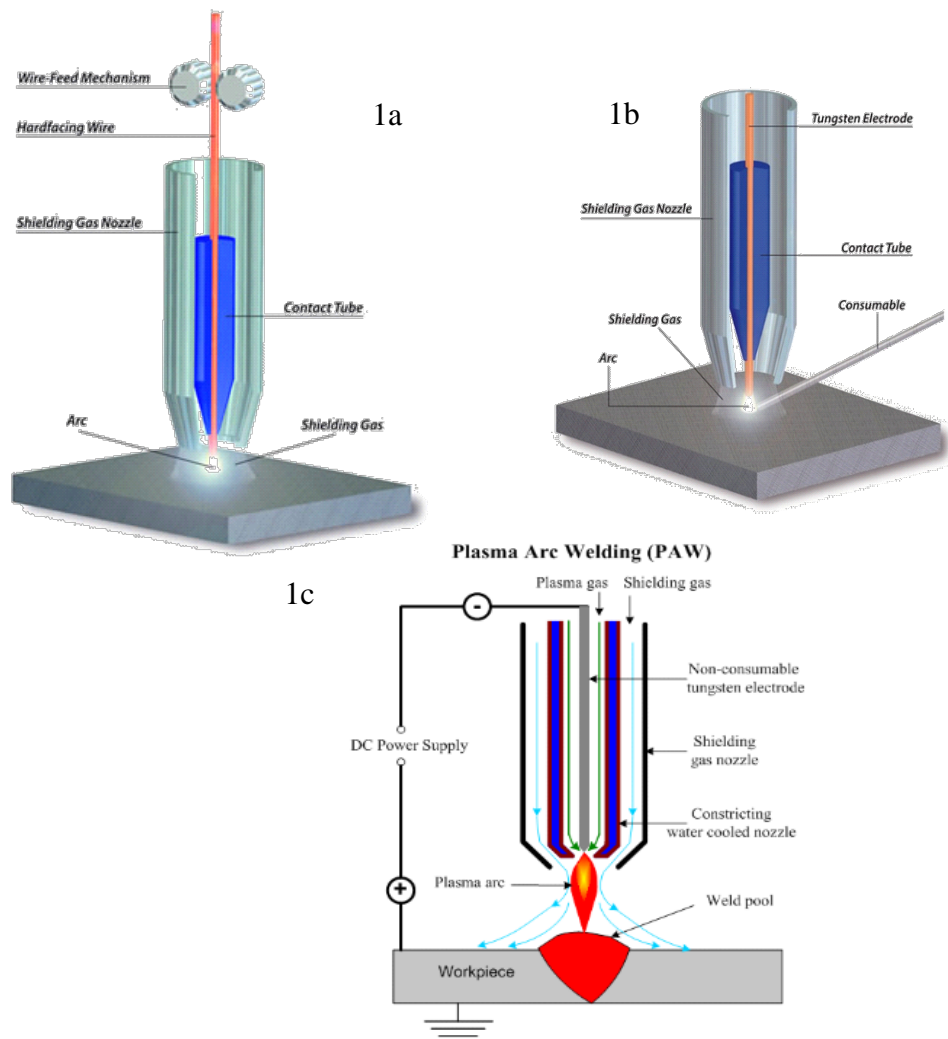 1a
Wire-Feed Mechanism
Hardfacing Wire
Shielding Gas Nozzle
Contact Tube
Arc
Shielding Gas
1b
Tungsten Electrode
Shielding Gas Nozzle
Contact Tube
Consumable
Shielding Gas
Arc
Plasma Arc Welding (PAW)
1c
Plasma gas
Shielding gas
-
Non-consumable
tungsten electrode
DC Power Supply
Shielding
gas nozzle
Constricting
water cooled nozzle
Plasma arc
+
Weld pool
Workpiece